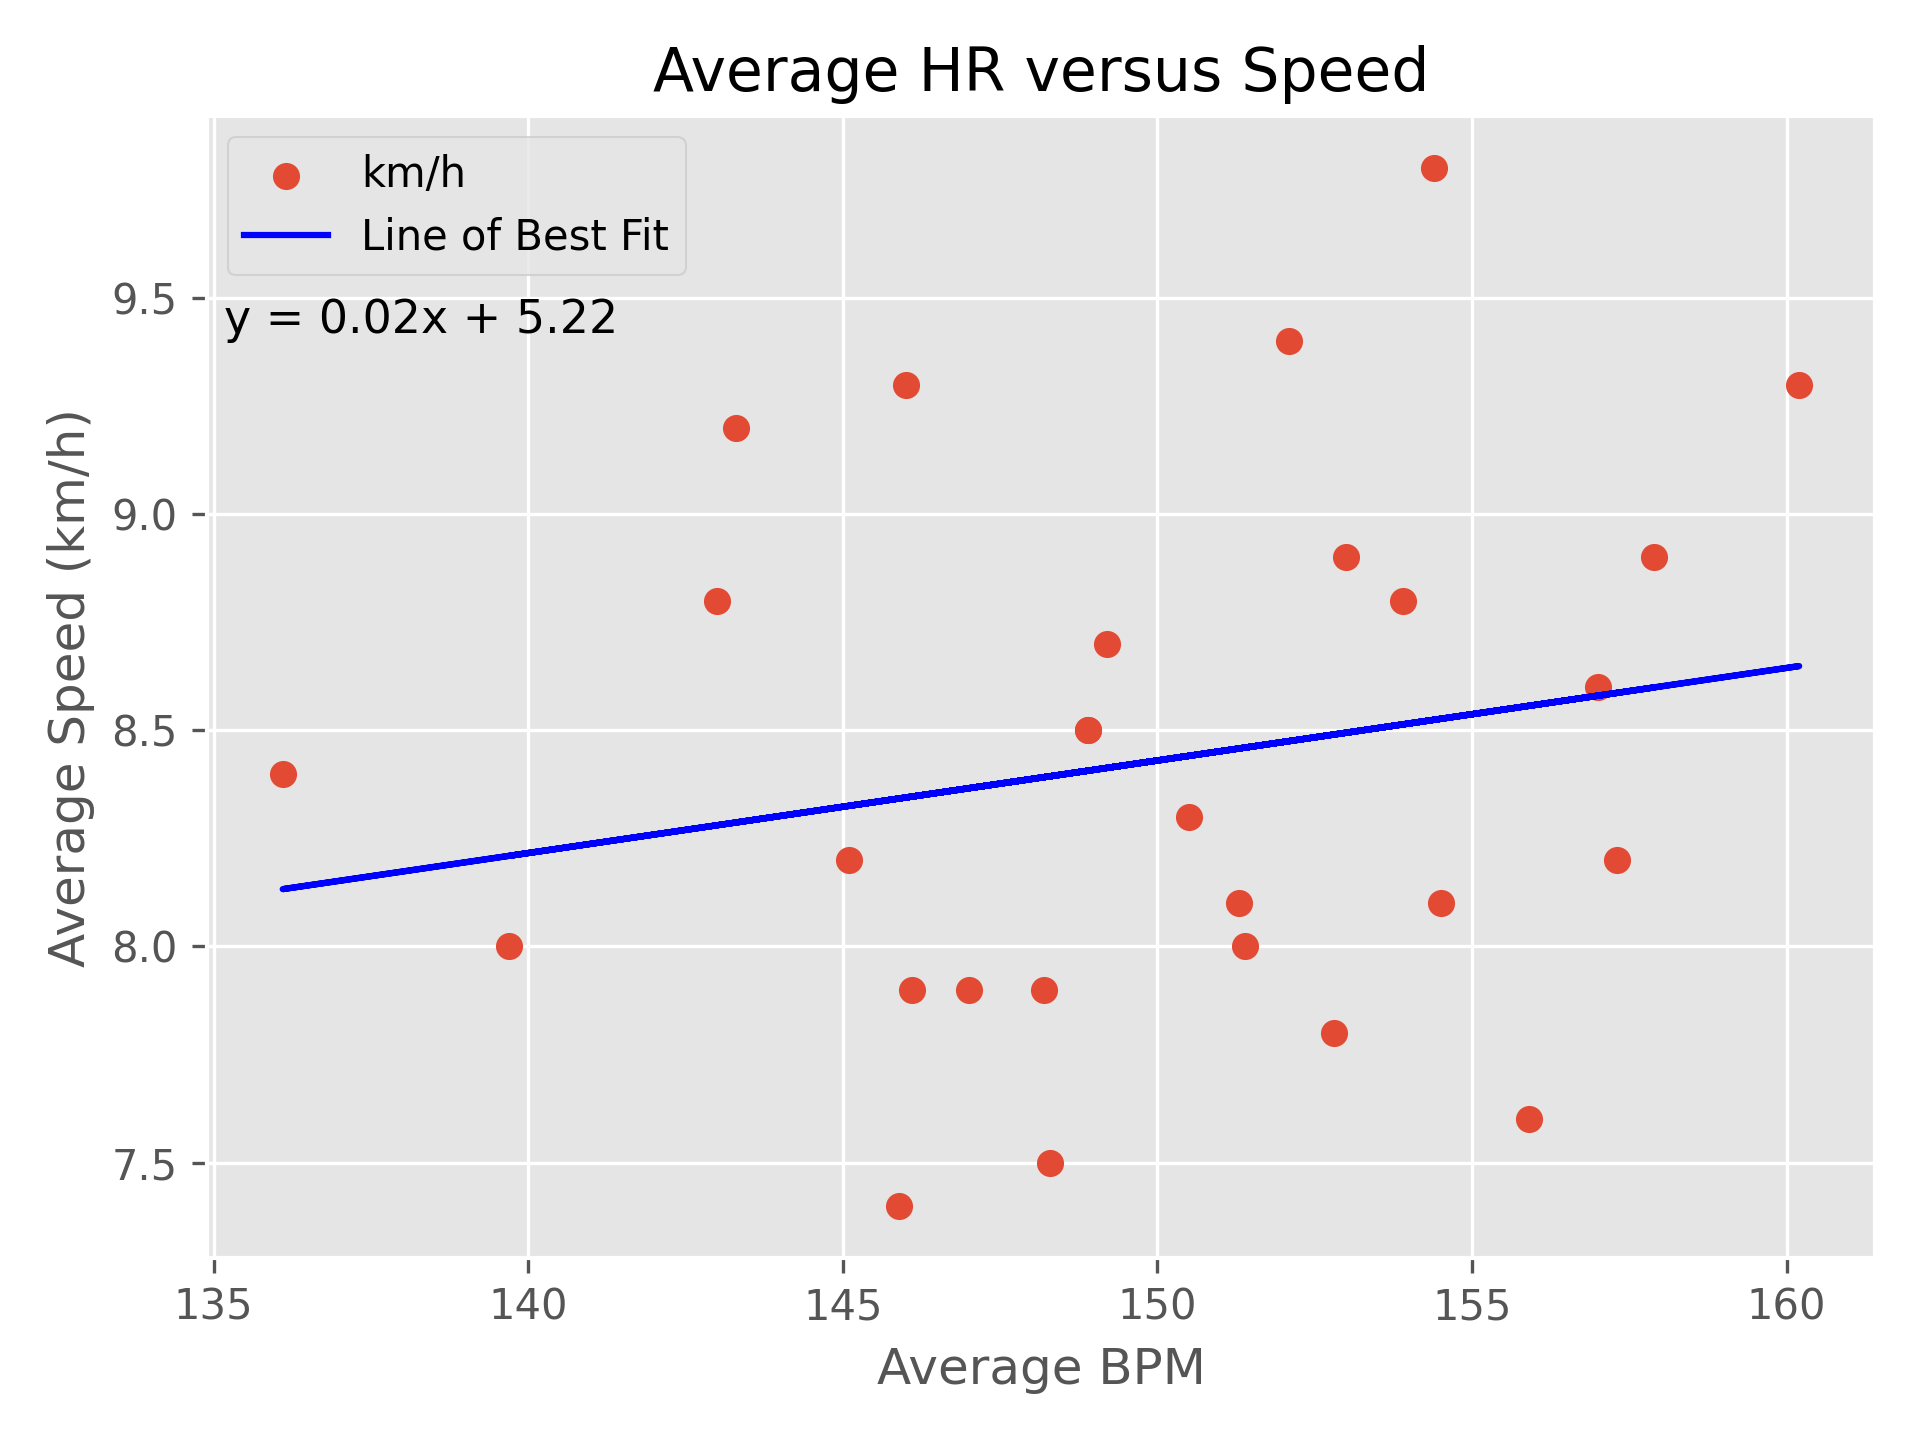 Average HR versus Speed
km/h
Line of Best Fit
y = 0.02x + 5.22
Average Speed (km/h)
9.5
9.0
8.5
8.0
7.5
135 140 145 150 155 160
Average BPM